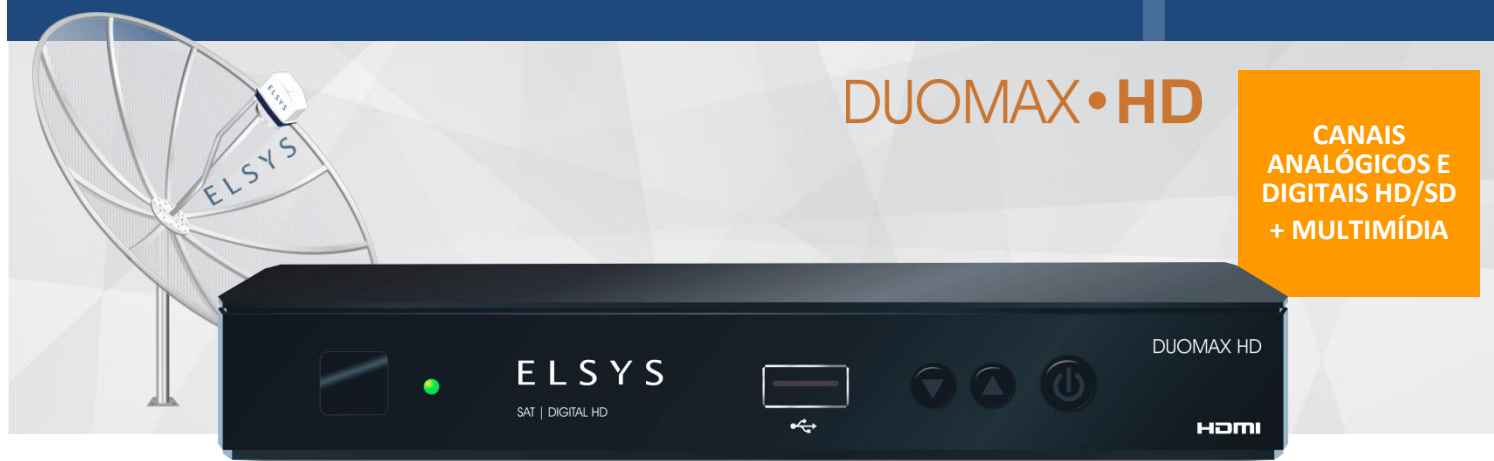 ELSYS
ELSYS
DUOMAX•HD
CANAIS
ANALÓGICOS E
DIGITAIS HD/SD
+ MULTIMÍDIA
DUOMAX HD
ELSYS
SAT | DIGITAL HD
HDMI